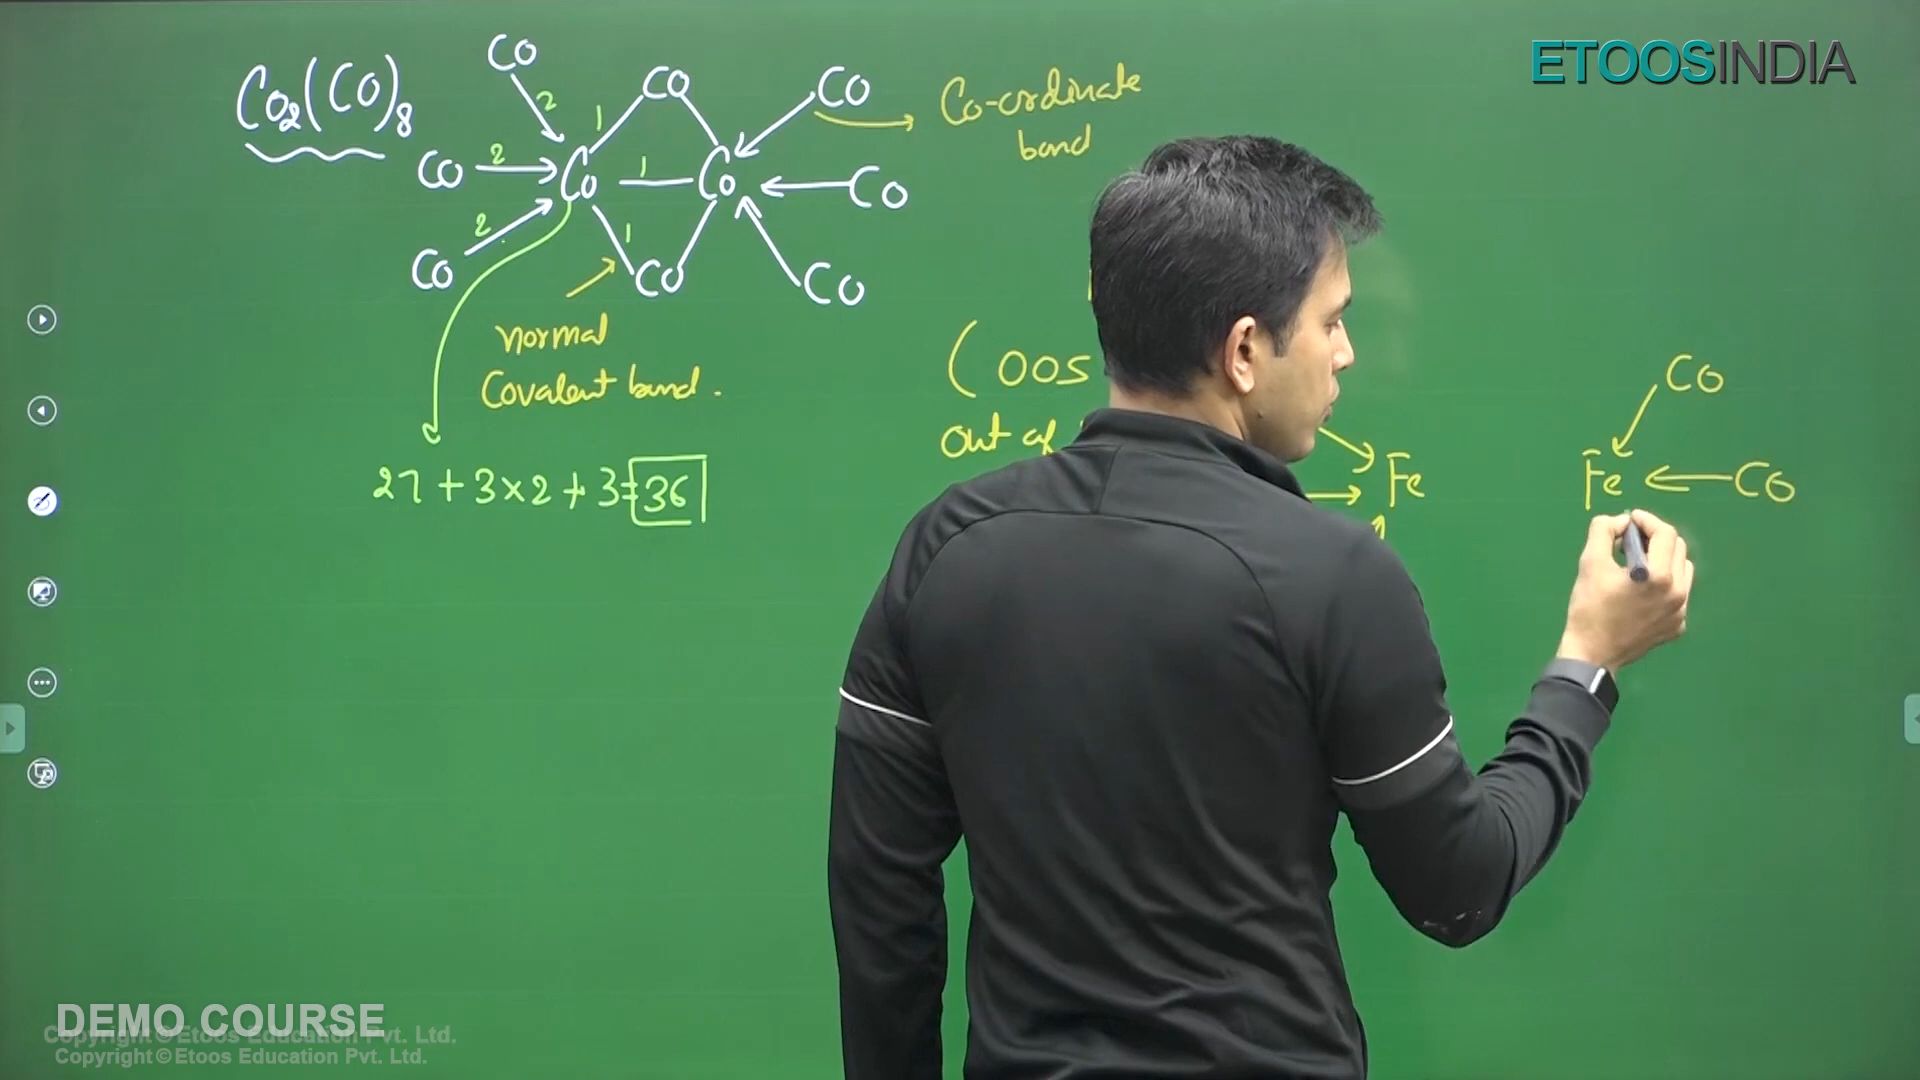 ETOOSINDIA
Co2(CO)8
CO
CO
CO
Co-ordinate
bond
2
1
CO
2
Co
1
Co
CO
2
1
CO
CO
CO
normal
Covalent bond.
27+3×2+3=36
(OOS
out of
CO
Fe
Fe
CO
DEMO COURSE
Copyright©Etoos Education Pvt. Ltd.
Copyright©Etoos Education Pvt. Ltd.